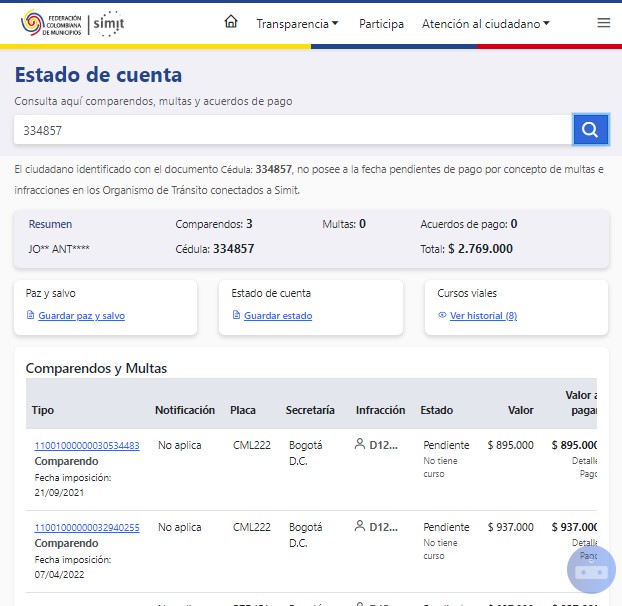 FEDERACIÓN
COLOMBIANA
DE MUNICIPIOS
simit
Transparencia
Participa
Atención al ciudadano
Estado de cuenta
Consulta aquí comparendos, multas y acuerdos de pago
334857
El ciudadano identificado con el documento Cédula: 334857, no posee a la fecha pendientes de pago por concepto de multas e
infracciones en los Organismo de Tránsito conectados a Simit.
Resumen
Comparendos: 3
Multas: 0
Acuerdos de pago: 0
JO** ANT****
Cédula: 334857
Total: $ 2.769.000
Paz y salvo
Guardar paz y salvo
Estado de cuenta
Guardar estado
Cursos viales
Ver historial (8)
Comparendos y Multas
Tipo
Notificación
Placa
Secretaría
Infracción
Estado
Valor
Valor a
pagar
11001000000030534483
Comparendo
Fecha imposición:
21/09/2021
No aplica
CML222
Bogotá
D.C.
D12...
Pendiente
No tiene
curso
$ 895.000
$ 895.000
Detalle
Pago
11001000000032940255
Comparendo
Fecha imposición:
07/04/2022
No aplica
CML222
Bogotá
D.C.
D12...
Pendiente
No tiene
curso
$ 937.000
$ 937.000
Detalle
Pago